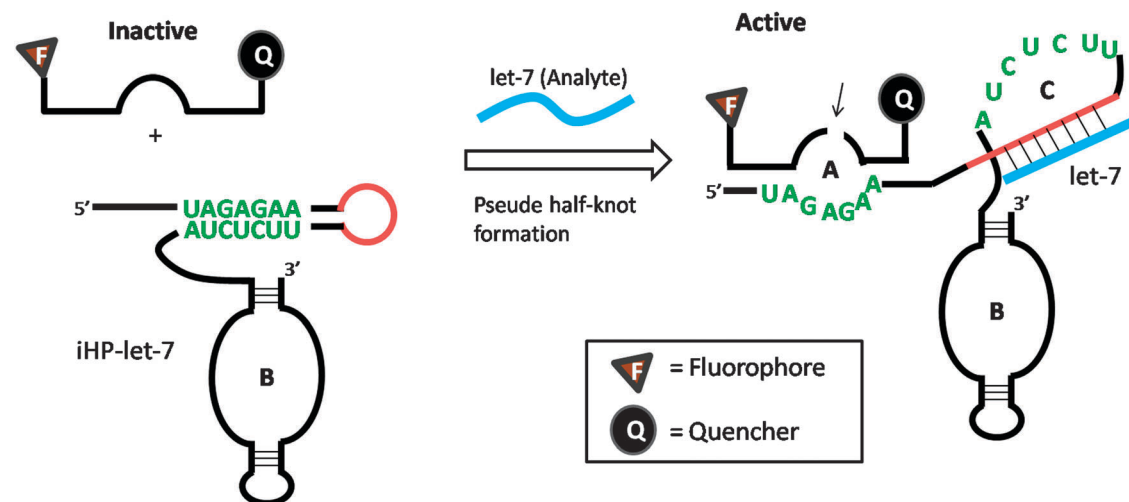 Inactive
F
Q
+
5’
UAGAGAA
AUCUCUU
3’
iHP-let-7
B
let-7 (Analyte)
Pseude half-knot
formation
Active
F
Q
A
5’
UAGAGAA
AUCUCUU
C
let-7
3’
B
F = Fluorophore
Q = Quencher